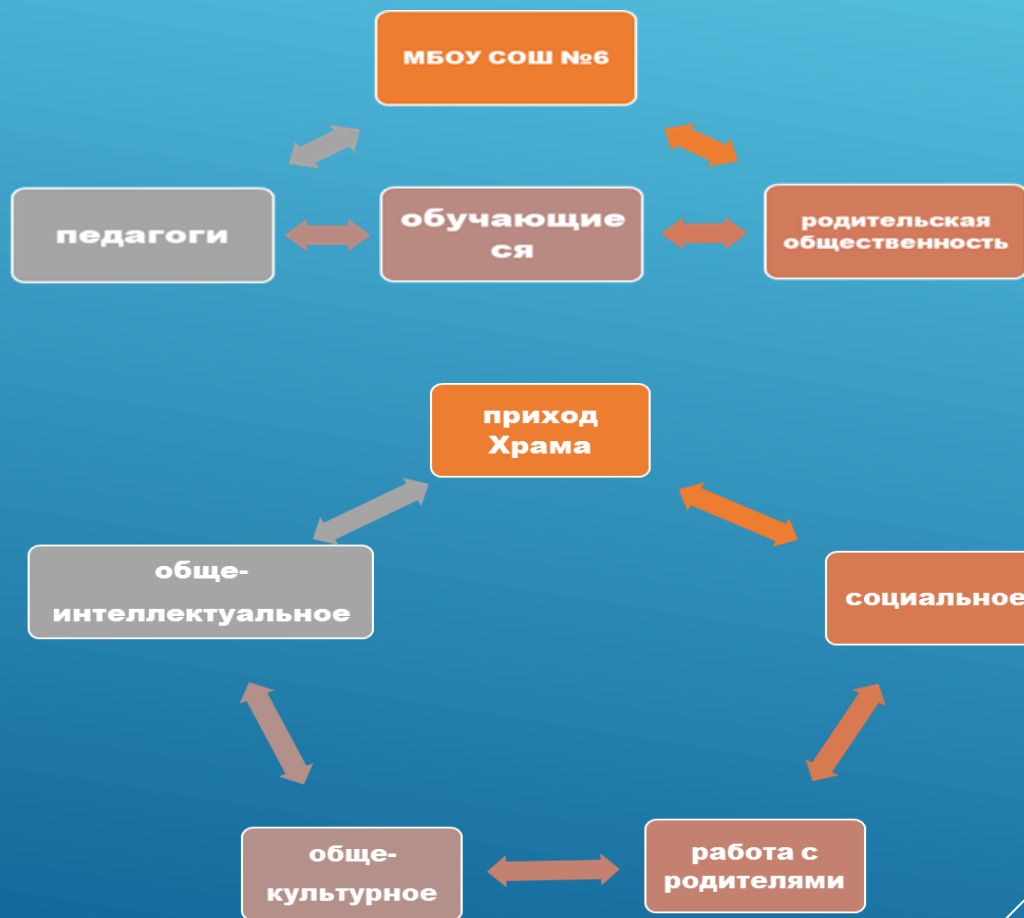 МБОУ СОШ №6
педагоги
обучающие
ся
родительская
общественность
приход
Храма
обще-
интеллектуальное
социальное
обще-
культурное
работа с
родителями